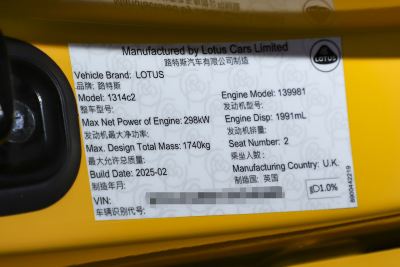 Manufactured by Lotus Cars Limited
路特斯汽车有限公司制造
LOTUS
Vehicle Brand: LOTUS
品牌: 路特斯
Model: 1314c2
整车型号:
Engine Model: 139981
发动机型号:
Max Net Power of Engine: 298kW
发动机最大净功率:
Engine Disp: 1991mL
发动机排量:
Max. Design Total Mass: 1740kg
最大允许总质量:
Seat Number: 2
乘坐人数:
Build Date: 2025-02
制造年月:
Manufacturing Country: U.K.
制造国: 英国
VIN:
车辆识别代号:
D1.0%